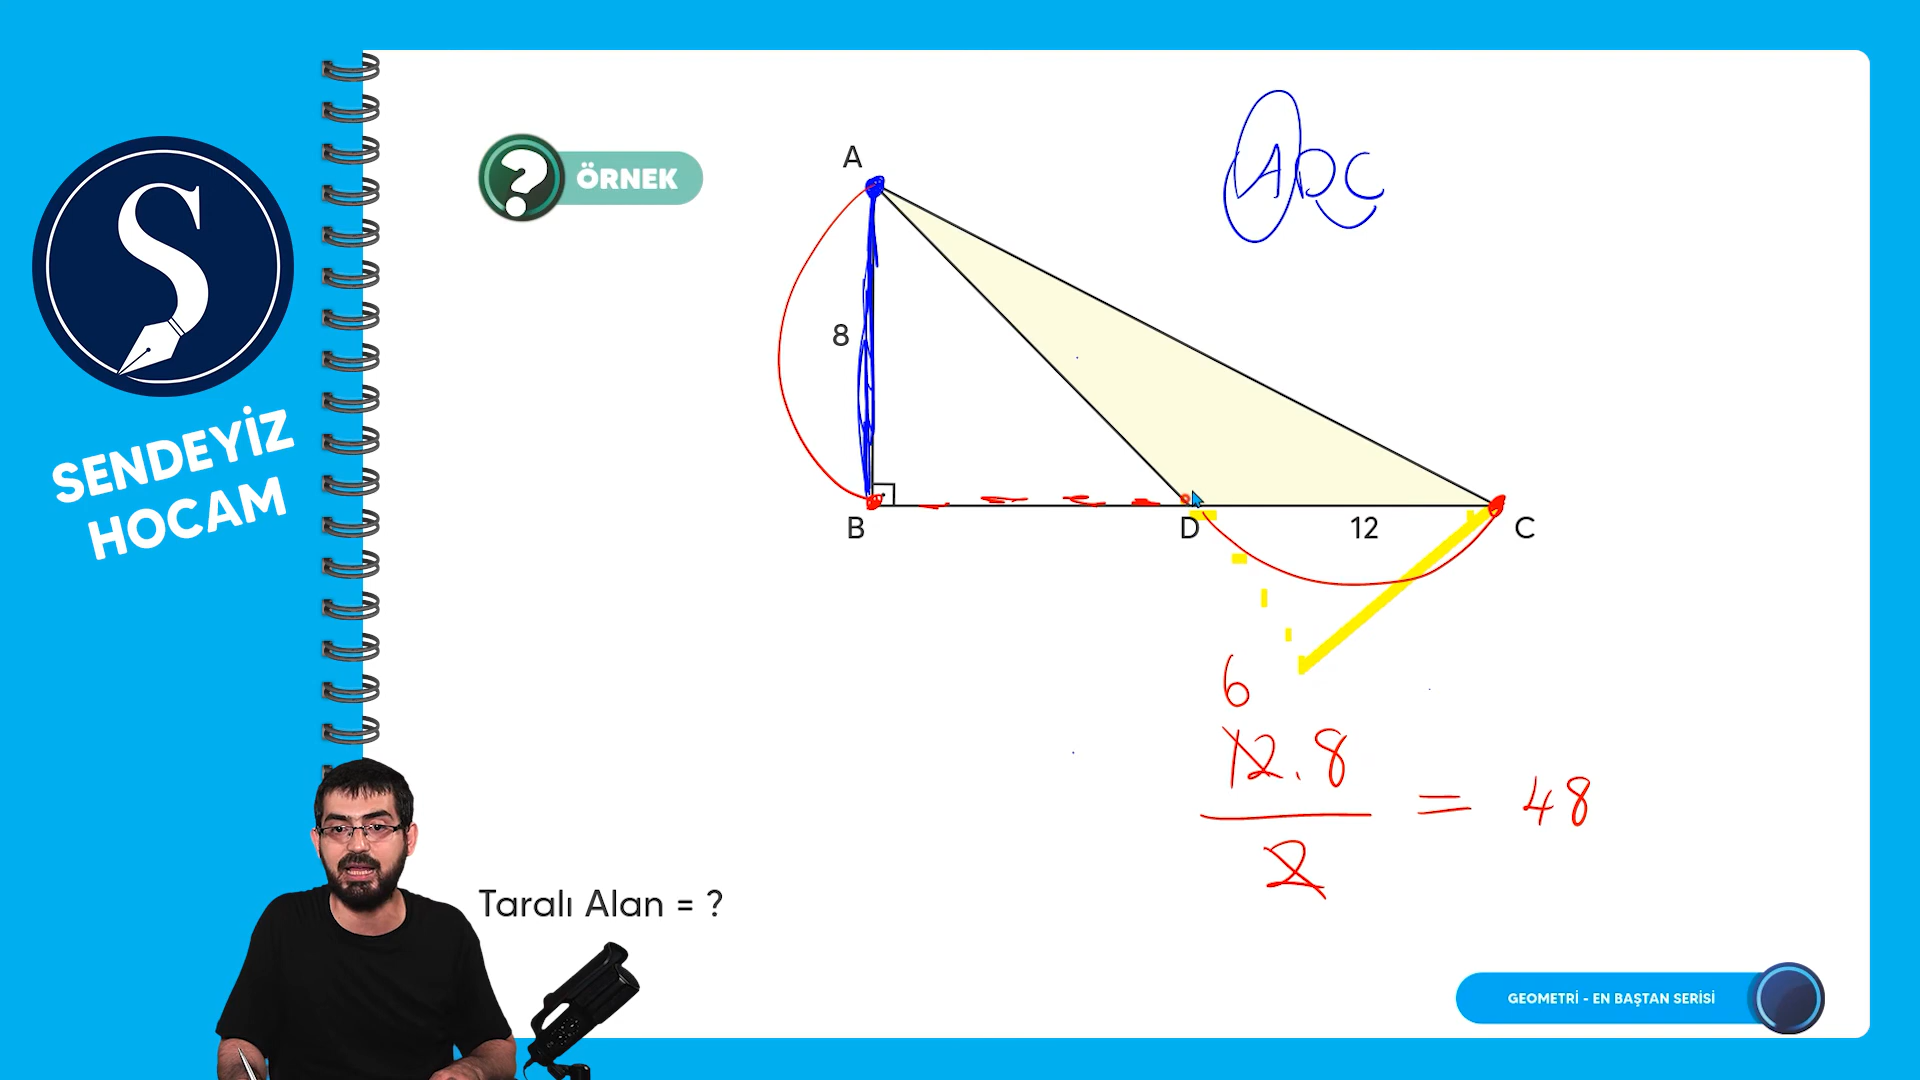 S
SENDEYİZ
HOCAM
? ÖRNEK
A
ADC
8
B
D
12
C
6
12.8
2
= 48
Taralı Alan = ?
GEOMETRİ - EN BAŞTAN SERİSİ